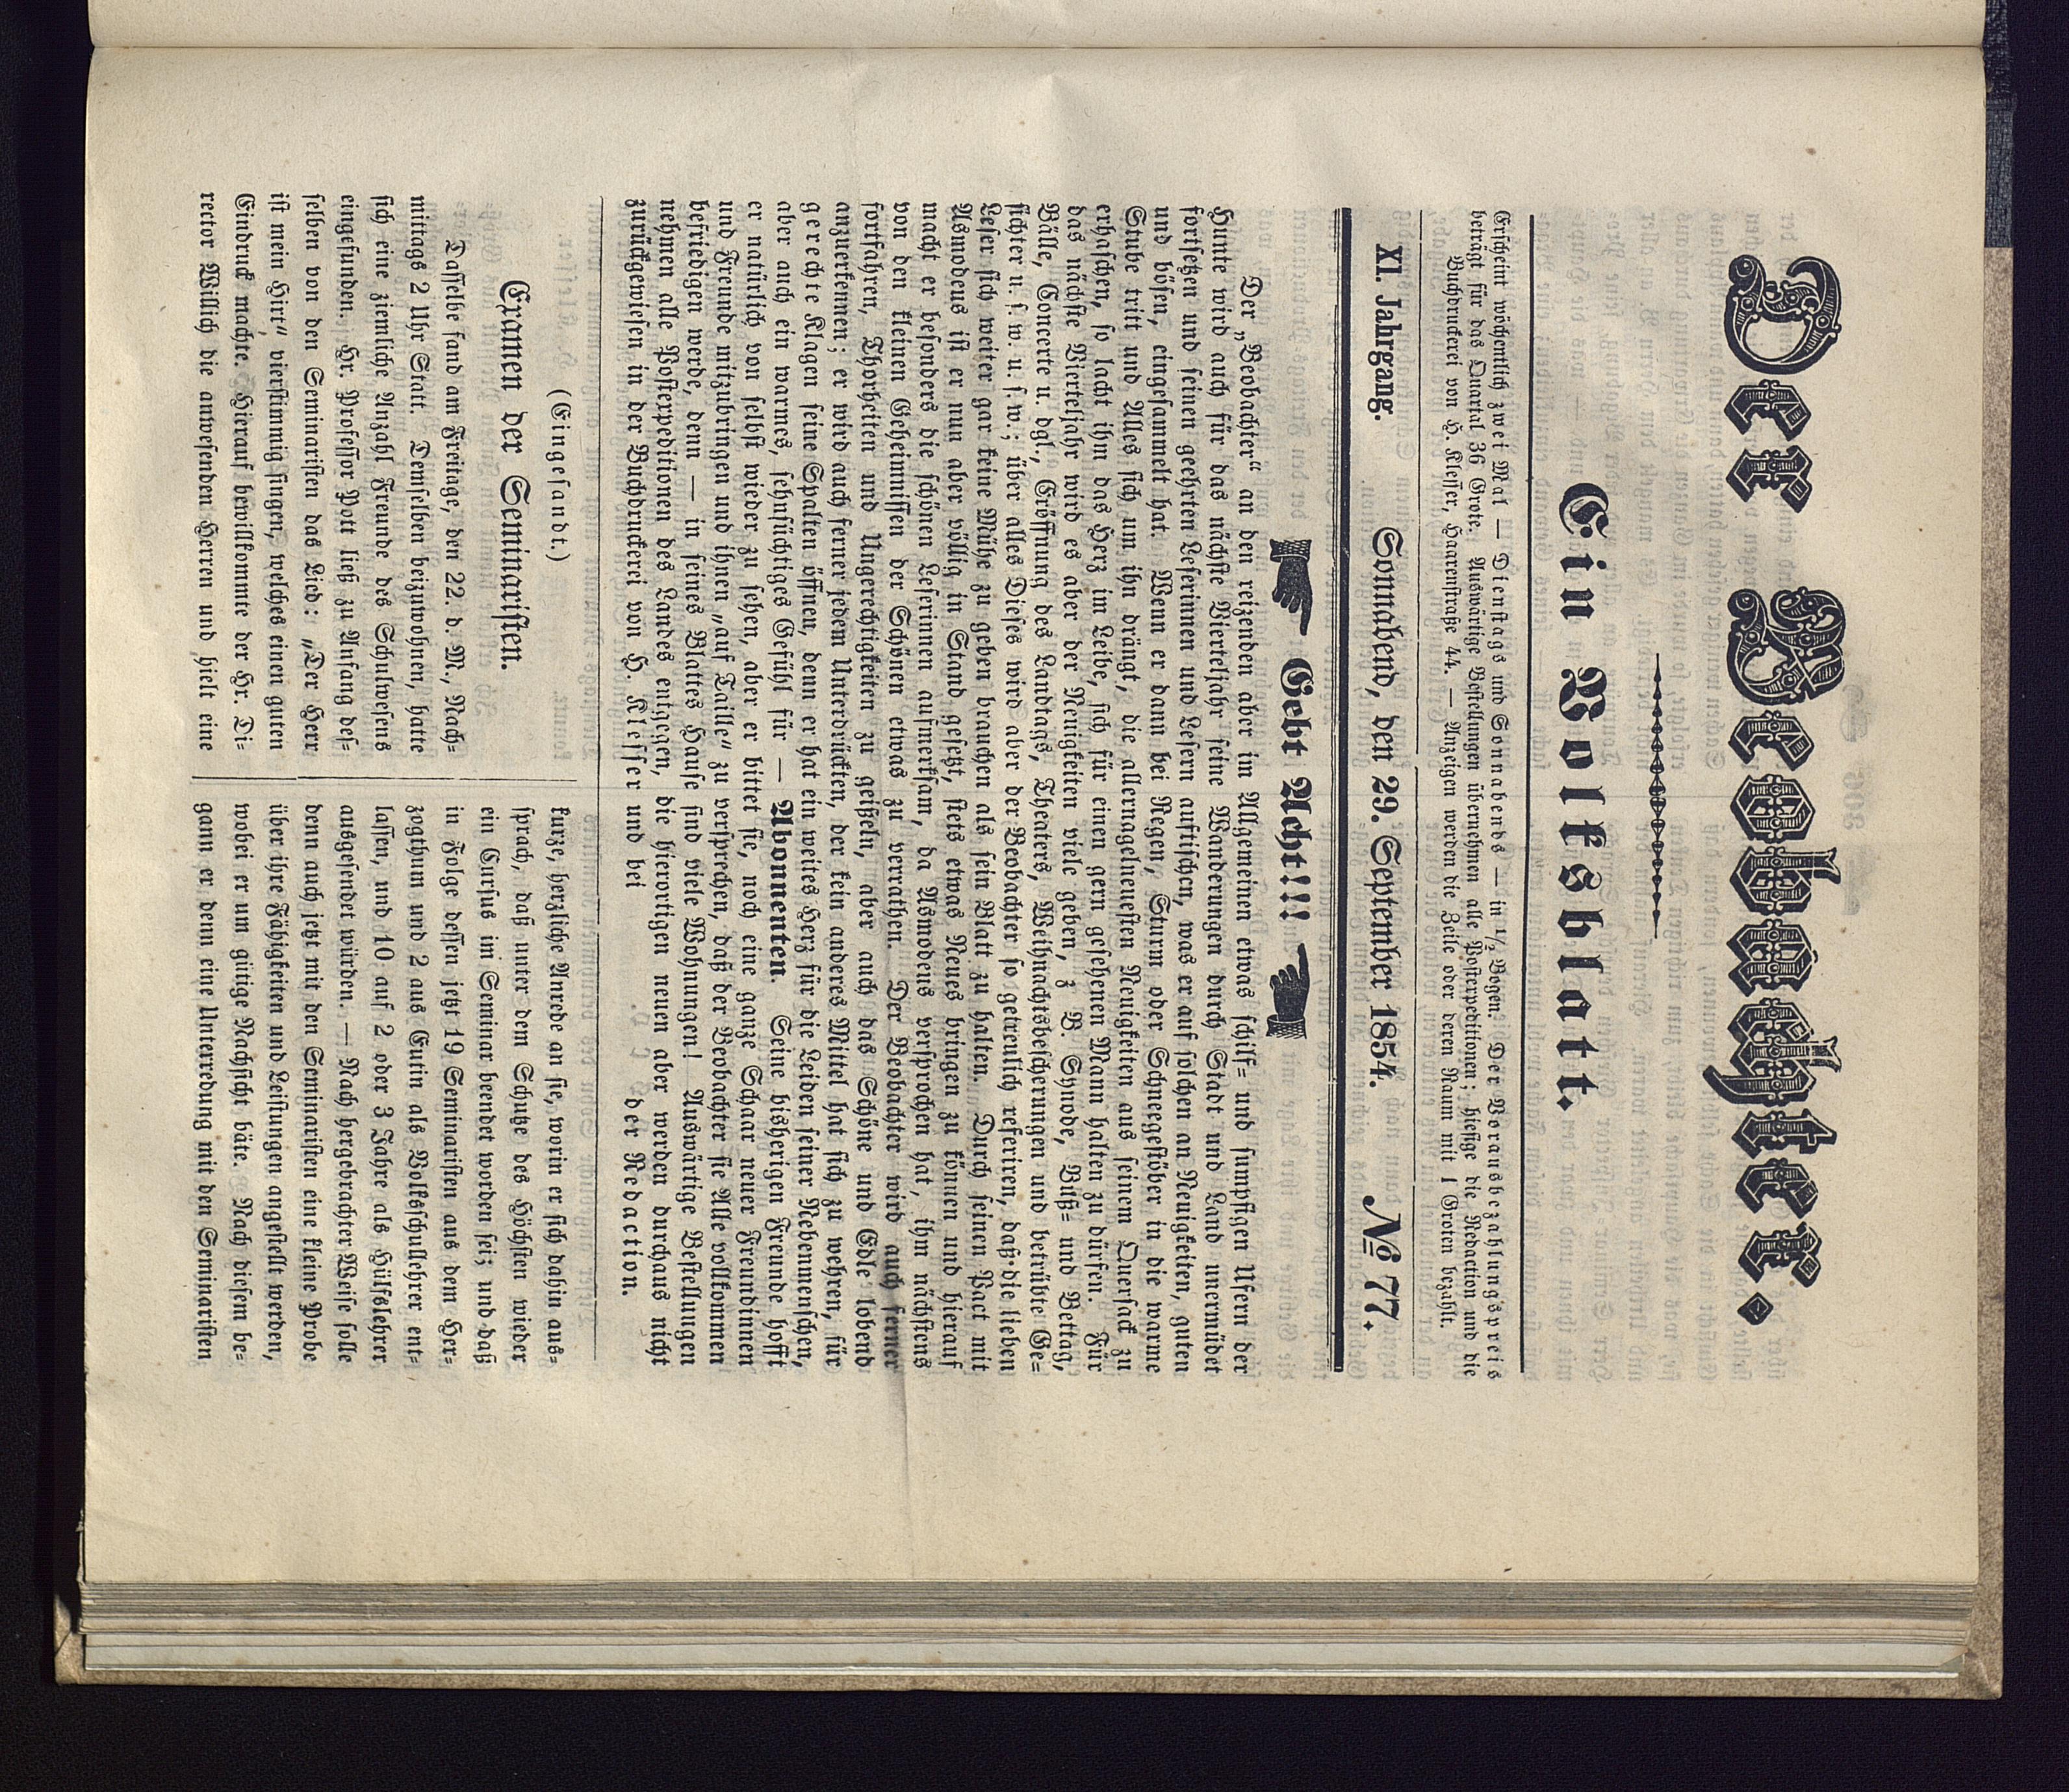 Der Beobachter.
Ein Volksblatt.
Erscheint wöchentlich zwei Mal — Dienstags und Sonnabends — in ½ Bogen. Der Vorausbezahlungspreis
beträgt für das Quartal 36 Grote. Auswärtige Bestellungen übernehmen alle Postexpeditionen; hiesige die Redaction und die
Buchdruckerei von H. Klesser, Haarenstraße 44. — Anzeigen werden die Zeile oder deren Raum mit 1 Groten bezahlt.
XI. Jahrgang. Sonnabend, den 29. September 1854. No. 77.
☞ Gebt Acht!!!! ☜
Der „Beobachter“ an den reizenden aber im Allgemeinen etwas schilf= und sumpfigen Ufern der
Hunte wird auch für das nächste Vierteljahr seine Wanderungen durch Stadt und Land unermüdet
fortsetzen und seinen geehrten Leserinnen und Lesern auftischen, was er auf solchen an Neuigkeiten, guten
und bösen, eingesammelt hat. Wenn er dann bei Regen, Sturm oder Schneegestöber in die warme
Stube tritt und Alles sich um ihn drängt, die allernagelneuesten Neuigkeiten aus seinem Quersack zu
erhaschen, so lacht ihm das Herz im Leibe, sich für einen gern gesehenen Mann halten zu dürfen. Für
das nächste Vierteljahr wird es aber der Neuigkeiten viele geben, z. B. Synode, Buß= und Bettag,
Bälle, Concerte u. dgl., Eröffnung des Landtags, Theaters, Weihnachtsbescherungen und betrübte Ge=
sichter u. s. w. u. s. w.; über alles Dieses wird aber der Beobachter so getreulich referiren, daß die lieben
Leser sich weiter gar keine Mühe zu geben brauchen als sein Blatt zu halten. Durch seinen Pact mit
Asmodeus ist er nun aber völlig in Stand gesetzt, stets etwas Neues bringen zu können und hierauf
macht er besonders die schönen Leserinnen aufmerksam, da Asmodeus versprochen hat, ihm nächstens
von den kleinen Geheimnissen der Schönen etwas zu verrathen. Der Beobachter wird auch ferner
fortfahren, Thorheiten und Ungerechtigkeiten zu geißeln, aber auch das Schöne und Edle lobend
anzuerkennen; er wird auch ferner jedem Unterdrückten, der kein anderes Mittel hat sich zu wehren, für
gerechte Klagen seine Spalten öffnen, denn er hat ein weites Herz für die Leiden seiner Nebenmenschen,
aber auch ein warmes, sehnsüchtiges Gefühl für — Abonnenten. Seine bisherigen Freunde hofft
er natürlich von selbst wieder zu sehen, aber er bittet sie, noch eine ganze Schaar neuer Freundinnen
und Freunde mitzubringen und ihnen „auf Taille“ zu versprechen, daß der Beobachter sie Alle vollkommen
befriedigen werde, denn — in seines Blattes Hause sind viele Wohnungen! Auswärtige Bestellungen
nehmen alle Postexpeditionen des Landes entgegen, die hierortigen neuen aber werden durchaus nicht
zurückgewiesen in der Buchdruckerei von H. Klesser und bei
der Redaction.
(Eingesandt.)
Examen der Seminaristen.
Dasselbe fand am Freitage, den 22. d. M., Nach=
mittags 2 Uhr Statt. Demselben beizuwohnen, hatte
sich eine ziemliche Anzahl Freunde des Schulwesens
eingefunden. Hr. Professor Pott ließ zu Anfang des=
selben von den Seminaristen das Lied: „Der Herr
ist mein Hirt“ vierstimmig singen, welches einen guten
Eindruck machte. Hierauf bewillkommte der Hr. Di=
rector Willich die anwesenden Herren und hielt eine
kurze, herzliche Anrede an sie, worin er sich dahin aus=
sprach, daß unter dem Schutze des Höchsten wieder
ein Cursus im Seminar beendet worden sei; und daß
in Folge dessen jetzt 19 Seminaristen aus dem Her=
zogthum und 2 aus Eutin als Volksschullehrer ent=
lassen, und 10 auf 2 oder 3 Jahre als Hülfslehrer
ausgesendet würden. — Nach hergebrachter Weise solle
denn auch jetzt mit den Seminaristen eine kleine Probe
über ihre Fähigkeiten und Leistungen angestellt werden,
wobei er um gütige Nachsicht bäte. Nach diesem be=
gann er denn eine Unterredung mit den Seminaristen